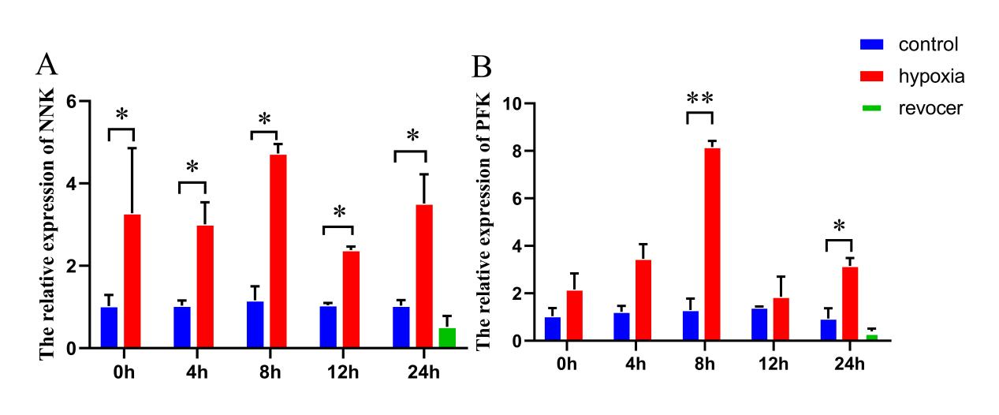 A
The relative expression of NNK
6
4
2
0
*
*
*
*
*
0h
4h
8h
12h
24h
B
The relative expression of PFK
10
8
6
4
2
0
**
*
0h
4h
8h
12h
24h
control
hypoxia
revocer